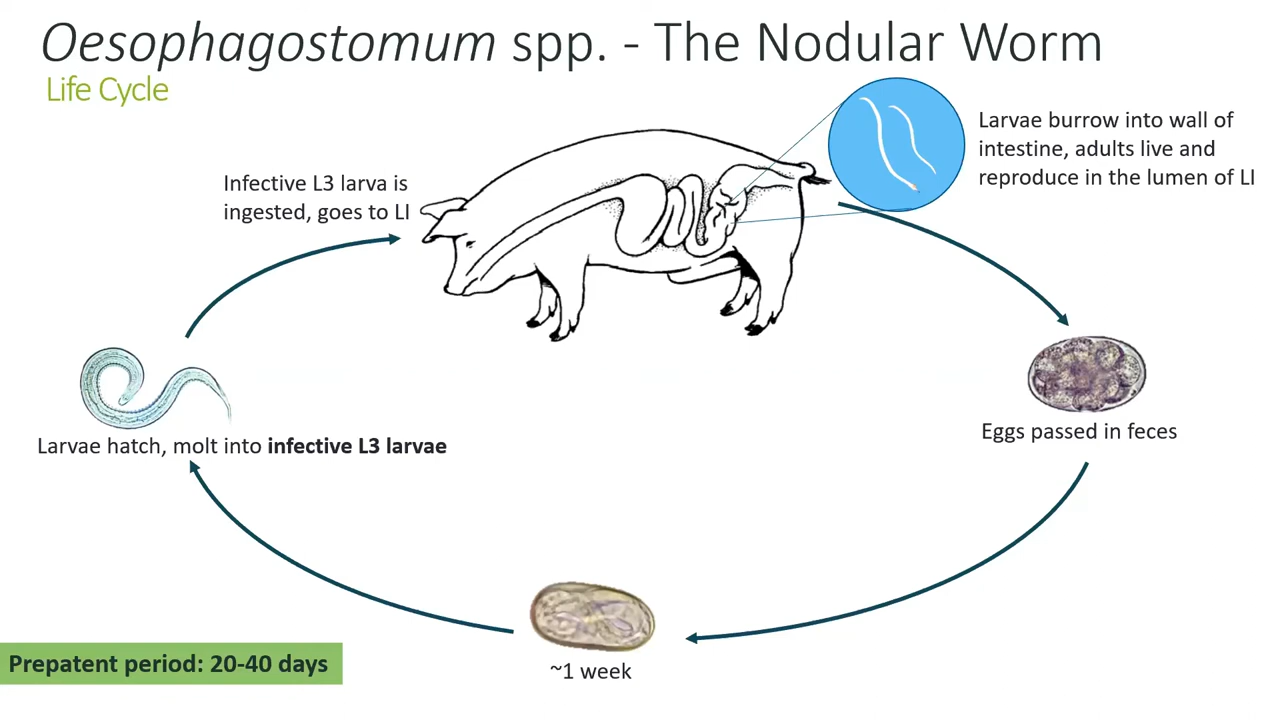 Oesophagostomum spp. - The Nodular Worm
Life Cycle
Larvae burrow into wall of
intestine, adults live and
reproduce in the lumen of LI
Infective L3 larva is
ingested, goes to LI
Eggs passed in feces
Larvae hatch, molt into infective L3 larvae
~1 week
Prepatent period: 20-40 days